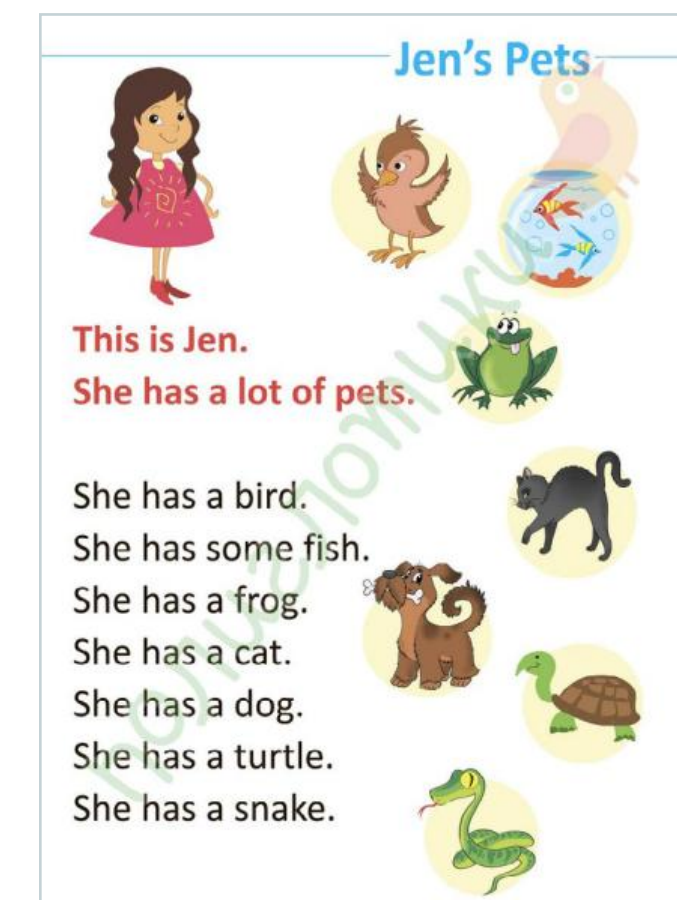 Jen's Pets
This is Jen.
She has a lot of pets.
She has a bird.
She has some fish.
She has a frog.
She has a cat.
She has a dog.
She has a turtle.
She has a snake.
полиглотики